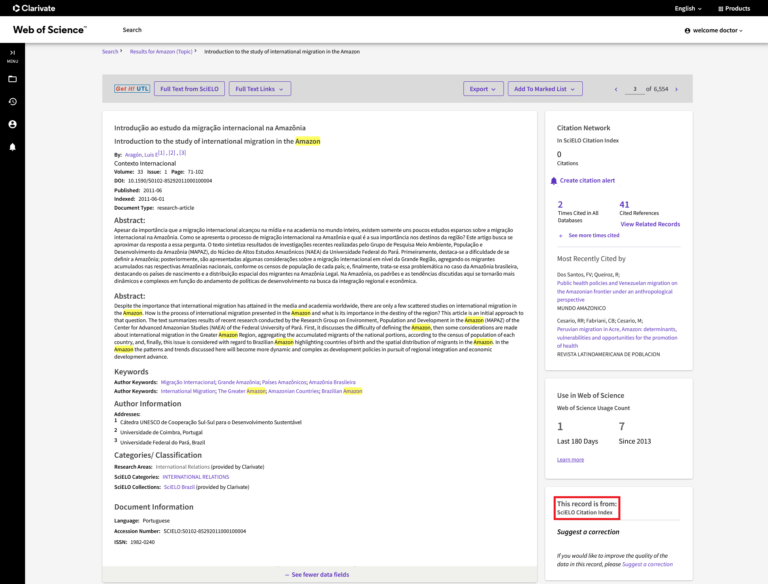 Clarivate
English
Products
Web of Science™
Search
welcome doctor
MENU
Search > Results for Amazon (Topic) > Introduction to the study of international migration in the Amazon
Get it! UTL
Full Text from SciELO
Full Text Links
Export
Add To Marked List
3 of 6,554
Introdução ao estudo da migração internacional na Amazônia
Introduction to the study of international migration in the Amazon
By: Aragón, Luis E[1], [2], [3]
Contexto Internacional
Volume: 33 Issue: 1 Page: 71-102
DOI: 10.1590/S0102-85292011000100004
Published: 2011-06
Indexed: 2011-06-01
Document Type: research-article
Abstract:
Apesar da importância que a migração internacional alcançou na mídia e na academia no mundo inteiro, existem somente uns poucos estudos esparsos sobre a migração
internacional na Amazônia. Como se apresenta o processo de migração internacional na Amazônia e qual é a sua importância nos destinos da região? Este artigo busca se
aproximar da resposta a essa pergunta. O texto sintetiza resultados de investigações recentes realizadas pelo Grupo de Pesquisa Meio Ambiente, População e
Desenvolvimento da Amazônia (MAPAZ), do Núcleo de Altos Estudos Amazônicos (NAEA) da Universidade Federal do Pará. Primeiramente, destaca-se a dificuldade de se
definir a Amazônia; posteriormente, são apresentadas algumas considerações sobre a migração internacional em nível da Grande Região, agregando os migrantes
acumulados nas respectivas Amazônias nacionais, conforme os censos de população de cada país, e, finalmente, trata-se essa problemática no caso da Amazônia brasileira,
destacando os países de nascimento e a distribuição espacial dos migrantes na Amazônia Legal. Na Amazônia, os padrões e as tendências discutidas aqui se tornarão mais
dinâmicos e complexos em função do andamento de políticas de desenvolvimento na busca da integração regional e econômica.
Abstract:
Despite the importance that international migration has attained in the media and academia worldwide, there are only a few scattered studies on international migration in
the Amazon. How is the process of international migration presented in the Amazon and what is its importance in the destiny of the region? This article is an initial approach to
that question. The text summarizes results of recent research conducted by the Research Group on Environment, Population and Development in the Amazon (MAPAZ) of the
Center for Advanced Amazonian Studies (NAEA) of the Federal University of Pará. First, it discusses the difficulty of defining the Amazon, then some considerations are made
about international migration in the Greater Amazon Region, aggregating the accumulated migrants of the national portions, according to the census of population of each
country, and, finally, this issue is considered with regard to Brazilian Amazon highlighting countries of birth and the spatial distribution of migrants in the Amazon. In the
Amazon the patterns and trends discussed here will become more dynamic and complex as development policies in pursuit of regional integration and economic
development advance.
Keywords
Author Keywords: Migração Internacional; Grande Amazônia; Países Amazônicos; Amazônia Brasileira
Author Keywords: International Migration; The Greater Amazon; Amazonian Countries; Brazilian Amazon
Author Information
Addresses:
1 Cátedra UNESCO de Cooperação Sul-Sul para o Desenvolvimento Sustentável
2 Universidade de Coimbra, Portugal
3 Universidade Federal do Pará, Brazil
Categories/ Classification
Research Areas: International Relations (provided by Clarivate)
SciELO Categories: INTERNATIONAL RELATIONS
SciELO Collections: SciELO Brazil (provided by Clarivate)
Document Information
Language: Portuguese
Accession Number: SCIELO:S0102-85292011000100004
ISSN: 1982-0240
See fewer data fields
Citation Network
In SciELO Citation Index
0
Citations
Create citation alert
2
Times Cited in All
Databases
41
Cited References
View Related Records
+ See more times cited
Most Recently Cited by
Dos Santos, FV; Queiroz, R;
Public health policies and Venezuelan migration on
the Amazonian frontier under an anthropological
perspective
MUNDO AMAZONICO
Cesario, RR; Fabriani, CB; Cesario, M;
Peruvian migration in Acre, Amazon: determinants,
vulnerabilities and opportunities for the promotion
of health
REVISTA LATINOAMERICANA DE POBLACION
Use in Web of Science
Web of Science Usage Count
1
Last 180 Days
7
Since 2013
Learn more
This record is from:
SciELO Citation Index
Suggest a correction
If you would like to improve the quality of the
data in this record, please Suggest a correction